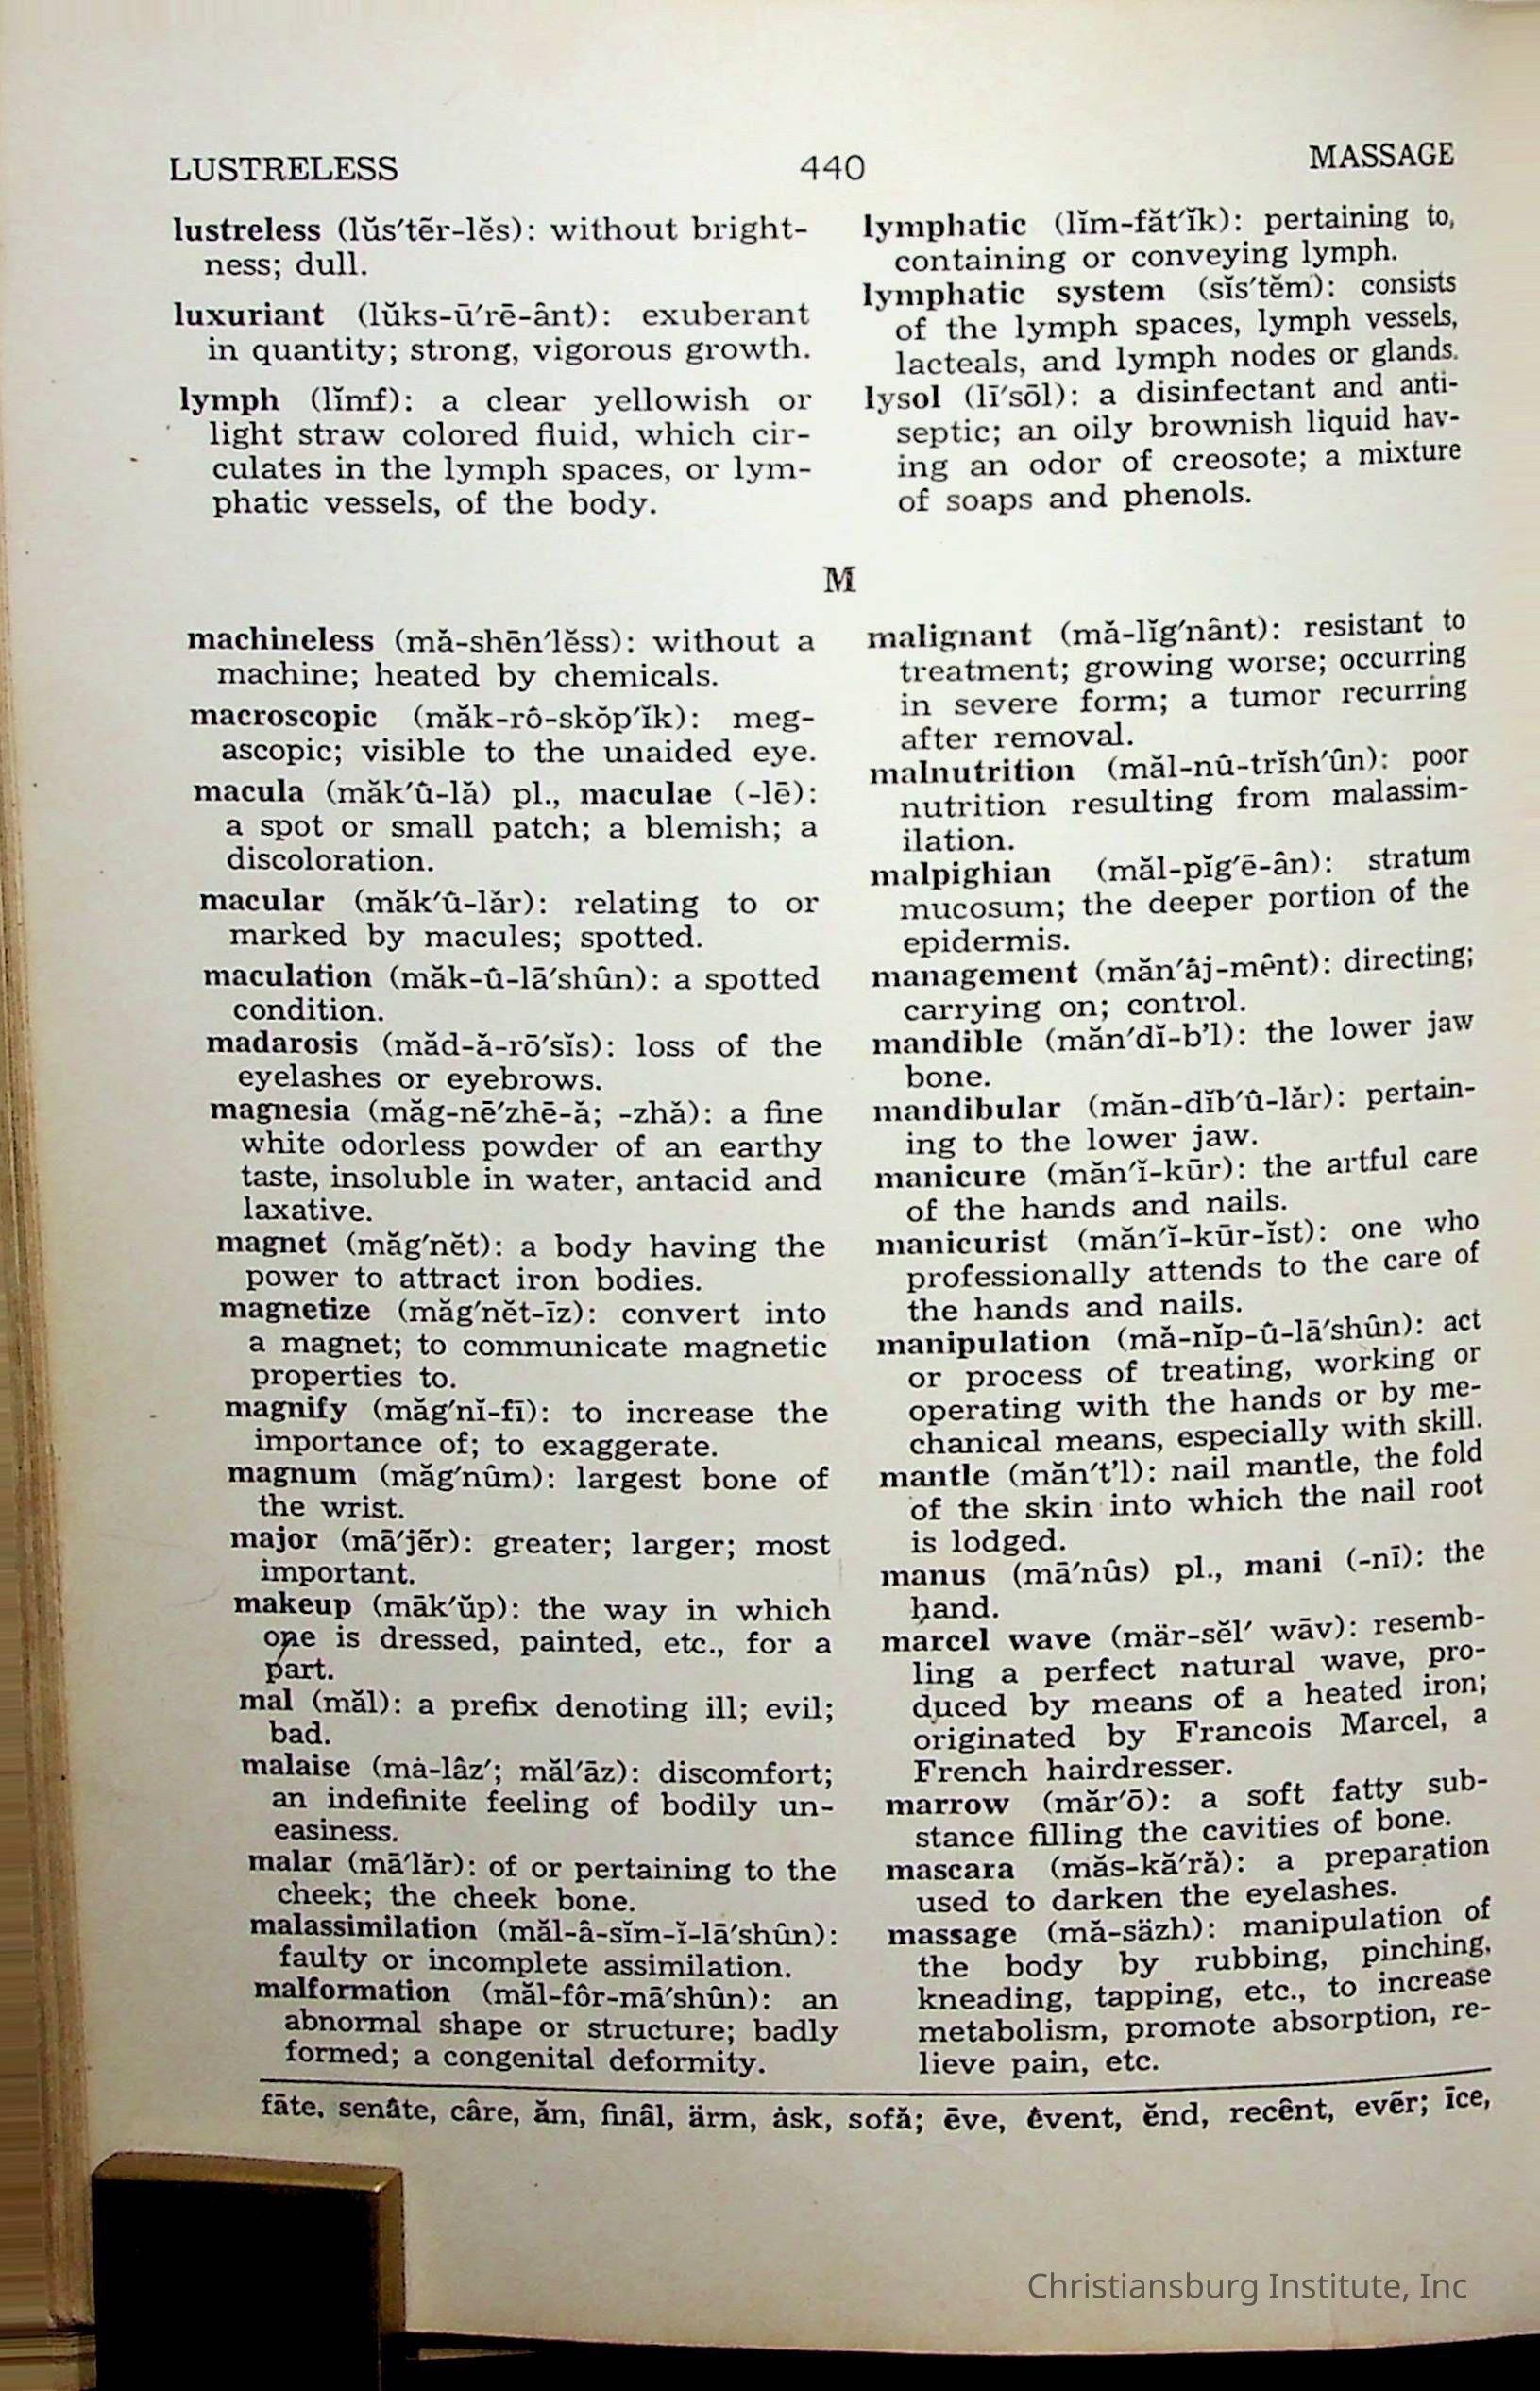 LUSTRELESS 440 MASSAGE
lustreless (lŭs′tẽr-lĕs): without bright-
ness; dull.
luxuriant (lŭks-ū′rē-ânt): exuberant
in quantity; strong, vigorous growth.
lymph (lĭmf): a clear yellowish or
light straw colored fluid, which cir-
culates in the lymph spaces, or lym-
phatic vessels, of the body.
lymphatic (lĭm-făt′ĭk): pertaining to,
containing or conveying lymph.
lymphatic system (sĭs′tĕm): consists
of the lymph spaces, lymph vessels,
lacteals, and lymph nodes or glands.
lysol (lī′sōl): a disinfectant and anti-
septic; an oily brownish liquid hav-
ing an odor of creosote; a mixture
of soaps and phenols.
M
machineless (mă-shēn′lĕss): without a
machine; heated by chemicals.
macroscopic (măk-rô-skŏp′ĭk): meg-
ascopic; visible to the unaided eye.
macula (măk′û-lă) pl., maculae (-lē):
a spot or small patch; a blemish; a
discoloration.
macular (măk′û-lăr): relating to or
marked by macules; spotted.
maculation (măk-û-lā′shûn): a spotted
condition.
madarosis (măd-ă-rō′sĭs): loss of the
eyelashes or eyebrows.
magnesia (măg-nē′zhē-ă; -zhă): a fine
white odorless powder of an earthy
taste, insoluble in water, antacid and
laxative.
magnet (măg′nĕt): a body having the
power to attract iron bodies.
magnetize (măg′nĕt-īz): convert into
a magnet; to communicate magnetic
properties to.
magnify (măg′nĭ-fī): to increase the
importance of; to exaggerate.
magnum (măg′nûm): largest bone of
the wrist.
major (mā′jẽr): greater; larger; most
important.
makeup (māk′ŭp): the way in which
one is dressed, painted, etc., for a
part.
mal (măl): a prefix denoting ill; evil;
bad.
malaise (mȧ-lâz′; măl′āz): discomfort;
an indefinite feeling of bodily un-
easiness.
malar (mā′lăr): of or pertaining to the
cheek; the cheek bone.
malassimilation (măl-â-sĭm-ĭ-lā′shûn):
faulty or incomplete assimilation.
malformation (măl-fôr-mā′shûn): an
abnormal shape or structure; badly
formed; a congenital deformity.
malignant (mă-lĭg′nânt): resistant to
treatment; growing worse; occurring
in severe form; a tumor recurring
after removal.
malnutrition (măl-nû-trĭsh′ûn): poor
nutrition resulting from malassim-
ilation.
malpighian (măl-pĭg′ē-ân): stratum
mucosum; the deeper portion of the
epidermis.
management (măn′âj-mênt): directing;
carrying on; control.
mandible (măn′dĭ-b’l): the lower jaw
bone.
mandibular (măn-dĭb′û-lăr): pertain-
ing to the lower jaw.
manicure (măn′ĭ-kūr): the artful care
of the hands and nails.
manicurist (măn′ĭ-kūr-ĭst): one who
professionally attends to the care of
the hands and nails.
manipulation (mă-nĭp-û-lā′shûn): act
or process of treating, working or
operating with the hands or by me-
chanical means, especially with skill.
mantle (măn′t’l): nail mantle, the fold
of the skin into which the nail root
is lodged.
manus (mā′nûs) pl., mani (-nī): the
hand.
marcel wave (mär-sĕl′ wāv): resemb-
ling a perfect natural wave, pro-
duced by means of a heated iron;
originated by Francois Marcel, a
French hairdresser.
marrow (măr′ō): a soft fatty sub-
stance filling the cavities of bone.
mascara (măs-kă′ră): a preparation
used to darken the eyelashes.
massage (mă-säzh): manipulation of
the body by rubbing, pinching,
kneading, tapping, etc., to increase
metabolism, promote absorption, re-
lieve pain, etc.
fāte, senâte, câre, ăm, finâl, ärm, ȧsk, sofă; ēve, êvent, ĕnd, recênt, evẽr; īce,
Christiansburg Institute, Inc